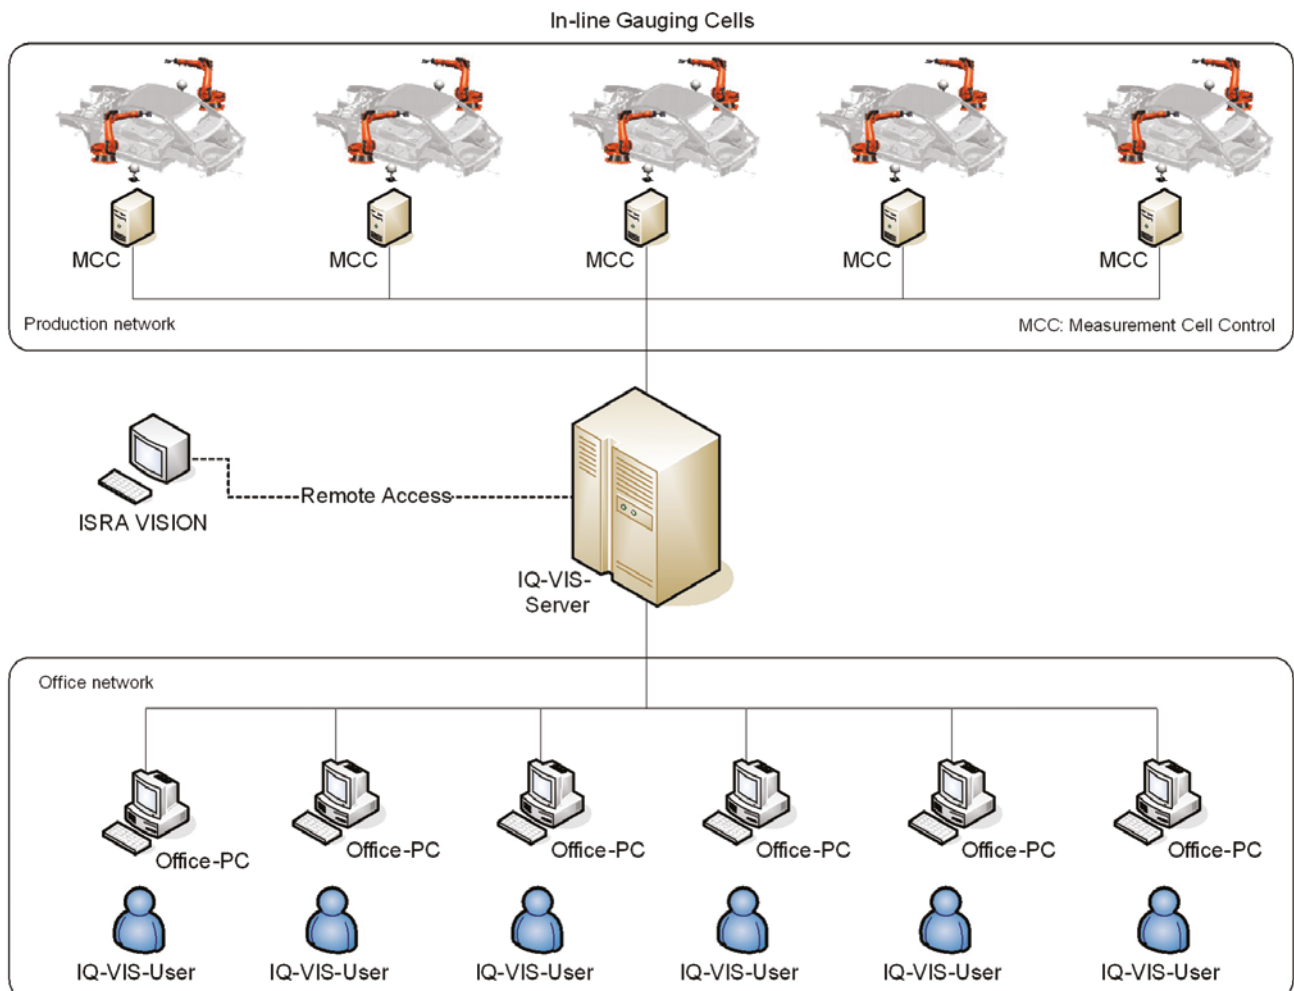 In-line Gauging Cells
MCC MCC MCC MCC MCC
Production network
MCC: Measurement Cell Control
ISRA VISION
Remote Access
IQ-VIS-
Server
Office network
Office-PC Office-PC Office-PC Office-PC Office-PC Office-PC
IQ-VIS-User IQ-VIS-User IQ-VIS-User IQ-VIS-User IQ-VIS-User IQ-VIS-User